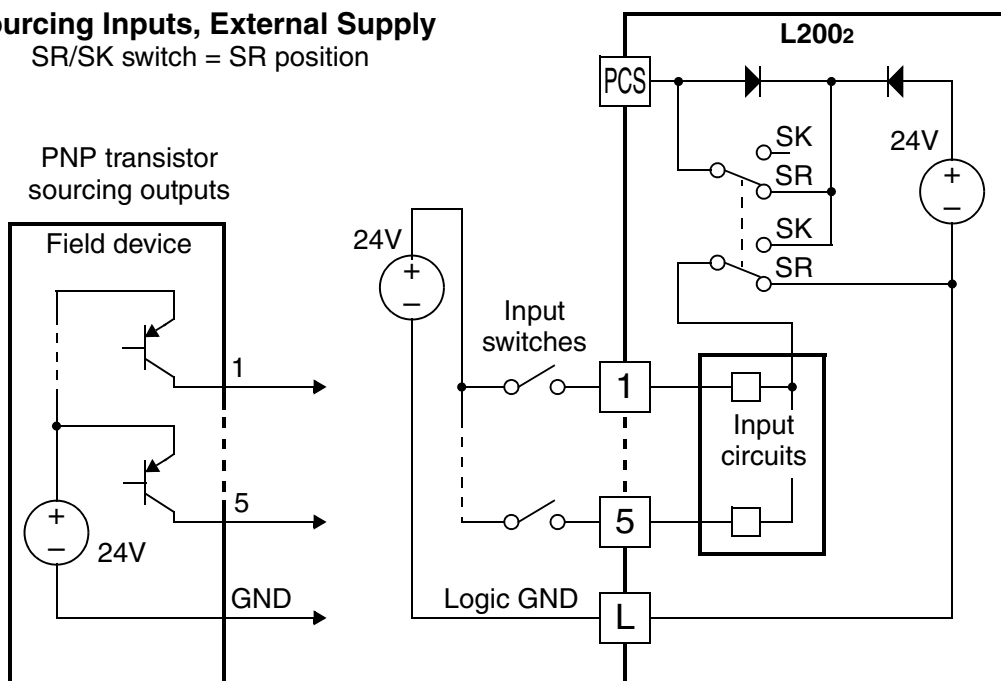 ourcing Inputs, External Supply
SR/SK switch = SR position
L2002
PCS
SK
SR
24V
+
–
SK
SR
PNP transistor
sourcing outputs
Field device
1
5
+
–
24V
GND
24V
+
–
Input
switches
1
5
Input
circuits
Logic GND
L